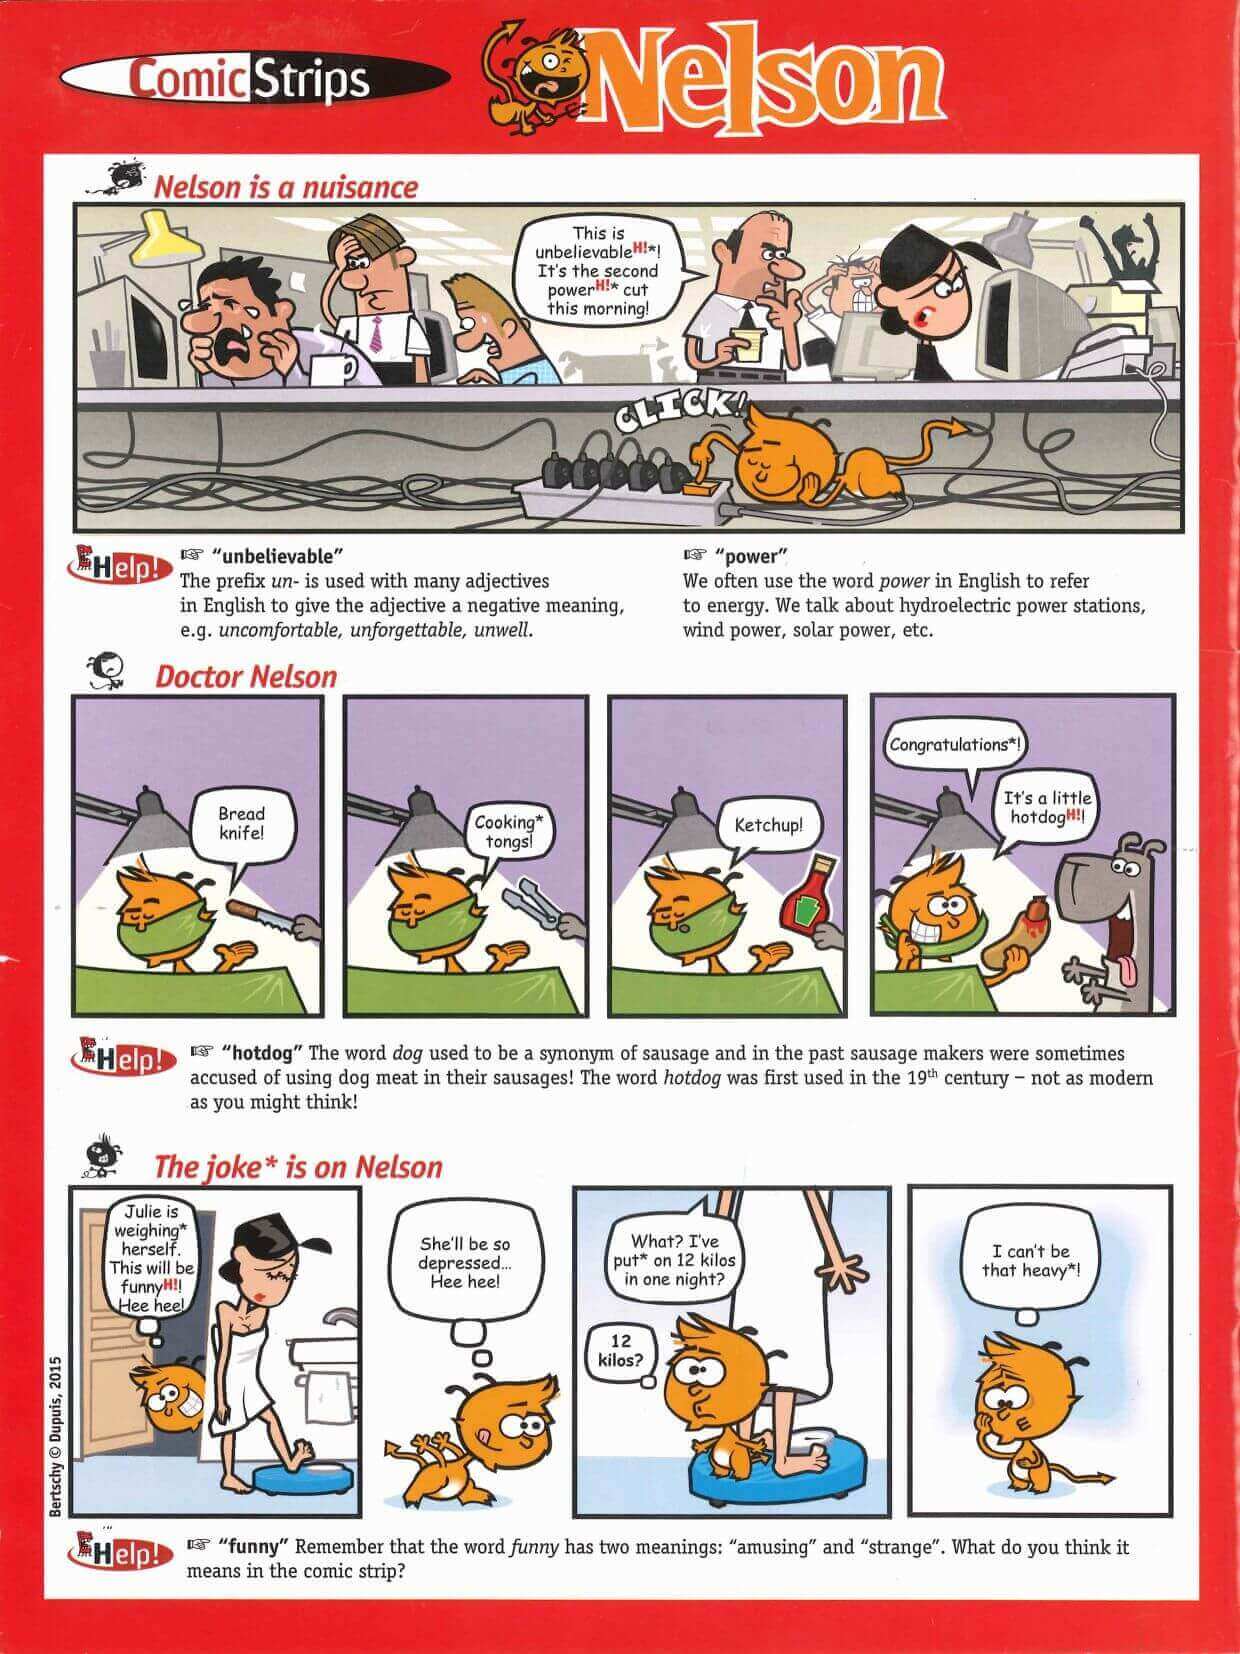 Comic Strips
Nelson
Nelson is a nuisance
This is
unbelievableH!*!
It's the second
powerH!* cut
this morning!
CLICK!
Help!
☞ “unbelievable”
The prefix un- is used with many adjectives
in English to give the adjective a negative meaning,
e.g. uncomfortable, unforgettable, unwell.
☞ “power”
We often use the word power in English to refer
to energy. We talk about hydroelectric power stations,
wind power, solar power, etc.
Doctor Nelson
Bread
knife!
Cooking*
tongs!
Ketchup!
Congratulations*!
It's a little
hotdogH!!
Help!
☞ “hotdog” The word dog used to be a synonym of sausage and in the past sausage makers were sometimes
accused of using dog meat in their sausages! The word hotdog was first used in the 19th century – not as modern
as you might think!
The joke* is on Nelson
Julie is
weighing*
herself.
This will be
funnyH!!
Hee hee!
She'll be so
depressed...
Hee hee!
What? I've
put* on 12 kilos
in one night?
12
kilos?
I can't be
that heavy*!
Bertschy © Dupuis, 2015
Help!
☞ “funny” Remember that the word funny has two meanings: “amusing” and “strange”. What do you think it
means in the comic strip?